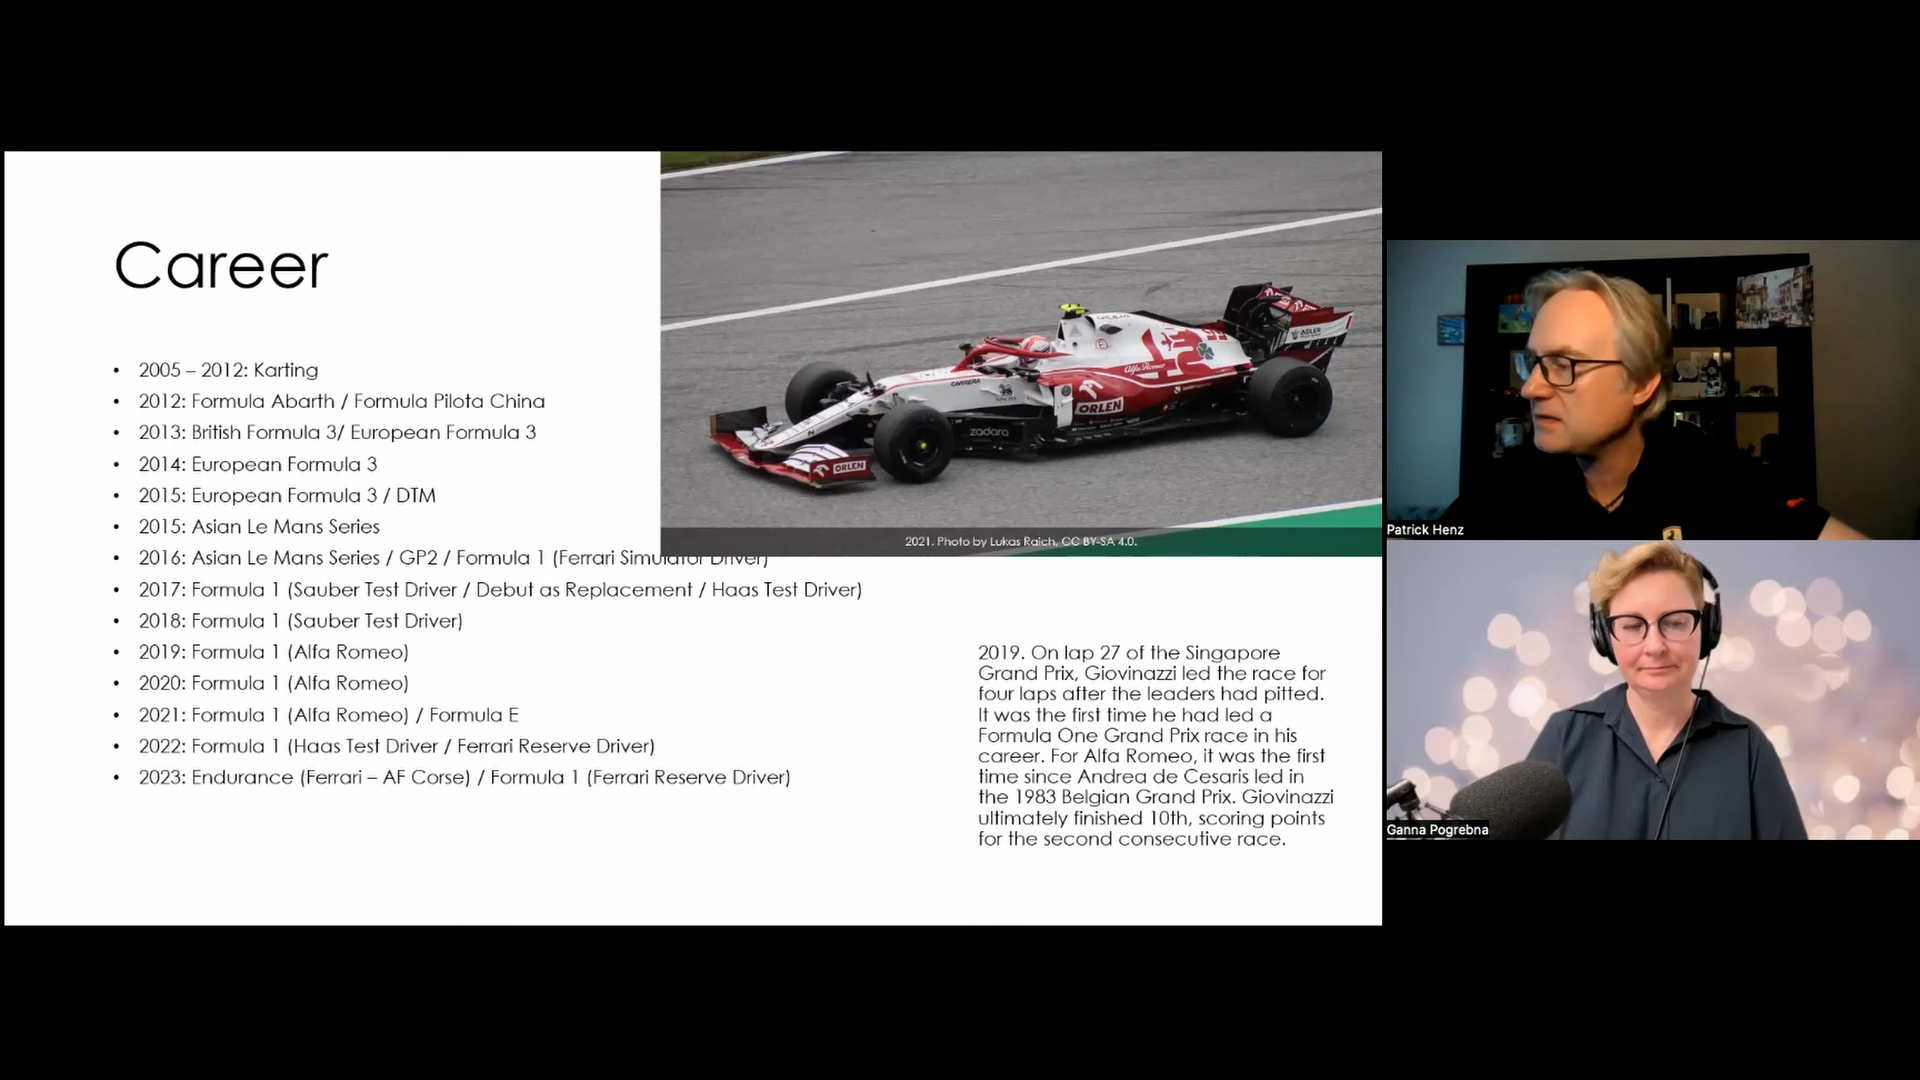 Career
• 2005 – 2012: Karting
• 2012: Formula Abarth / Formula Pilota China
• 2013: British Formula 3/ European Formula 3
• 2014: European Formula 3
• 2015: European Formula 3 / DTM
• 2015: Asian Le Mans Series
• 2016: Asian Le Mans Series / GP2 / Formula 1 (Ferrari Simulator Driver)
• 2017: Formula 1 (Sauber Test Driver / Debut as Replacement / Haas Test Driver)
• 2018: Formula 1 (Sauber Test Driver)
• 2019: Formula 1 (Alfa Romeo)
• 2020: Formula 1 (Alfa Romeo)
• 2021: Formula 1 (Alfa Romeo) / Formula E
• 2022: Formula 1 (Haas Test Driver / Ferrari Reserve Driver)
• 2023: Endurance (Ferrari – AF Corse) / Formula 1 (Ferrari Reserve Driver)
CARRERA
Alfa Romeo
ADLER
ORLEN
zadara
ORLEN
2021. Photo by Lukas Raich, CC BY-SA 4.0.
2019. On lap 27 of the Singapore
Grand Prix, Giovinazzi led the race for
four laps after the leaders had pitted.
It was the first time he had led a
Formula One Grand Prix race in his
career. For Alfa Romeo, it was the first
time since Andrea de Cesaris led in
the 1983 Belgian Grand Prix. Giovinazzi
ultimately finished 10th, scoring points
for the second consecutive race.
Patrick Henz
Ganna Pogrebna